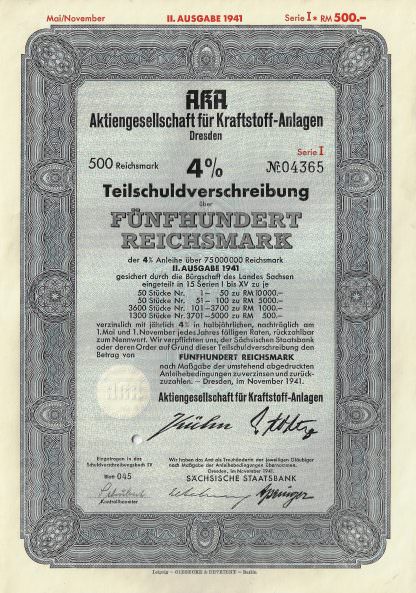 Mai/November II. AUSGABE 1941 Serie I * RM 500.–
AKA
Aktiengesellschaft für Kraftstoff-Anlagen
Dresden
Serie I
500 Reichsmark 4% № 04365
Teilschuldverschreibung
über
FÜNFHUNDERT
REICHSMARK
der 4% Anleihe über 75000000 Reichsmark
II. AUSGABE 1941
gesichert durch die Bürgschaft des Landes Sachsen
eingeteilt in 15 Serien I bis XV zu je
50 Stücke Nr. 1 — 50 zu RM 10000.—
50 Stücke Nr. 51 — 100 zu RM 5000.—
3600 Stücke Nr. 101 — 3700 zu RM 1000.—
1300 Stücke Nr. 3701 — 5000 zu RM 500.—
verzinslich mit jährlich 4% in halbjährlichen, nachträglich am
1. Mai und 1. November jedes Jahres fälligen Raten, rückzahlbar
zum Nennwert. Wir verpflichten uns, der Sächsischen Staatsbank
oder deren Order auf Grund dieser Teilschuldverschreibung den
Betrag von FÜNFHUNDERT REICHSMARK
nach Maßgabe der umstehend abgedruckten
Anleihebedingungen zu verzinsen und zurück-
zuzahlen. – Dresden, im November 1941.
AKA
Aktiengesellschaft für Kraftstoff-Anlagen
Eingetragen in das
Schuldverschreibungsbuch IV
Blatt 045
Kontrollbeamter
Wir haben das Amt als Treuhänderin der jeweiligen Gläubiger
nach Maßgabe der Anleihebedingungen übernommen.
Dresden, im November 1941.
SÄCHSISCHE STAATSBANK
Leipzig – GIESECKE & DEVRIENT – Berlin